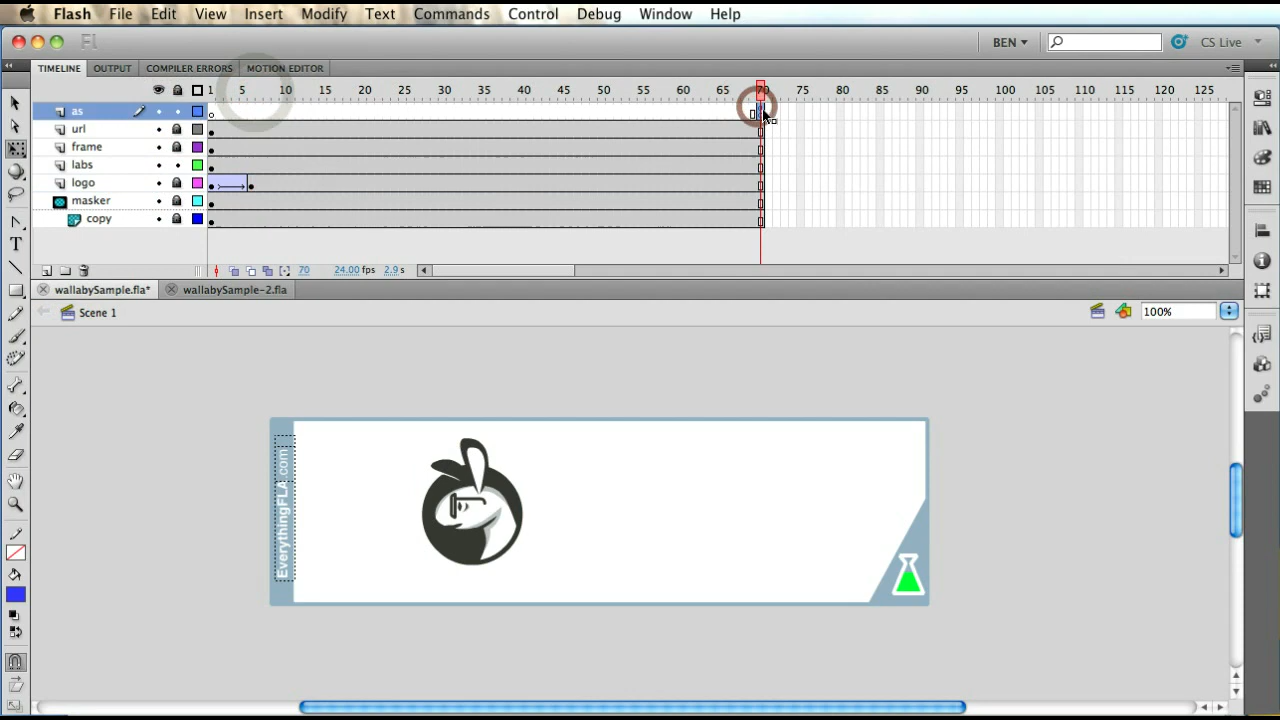 Flash File Edit View Insert Modify Text Commands Control Debug Window Help
Fl BEN CS Live
TIMELINE OUTPUT COMPILER ERRORS MOTION EDITOR
1 5 10 15 20 25 30 35 40 45 50 55 60 65 70 75 80 85 90 95 100 105 110 115 120 125
as
url
frame
labs
logo
masker
copy
70 24.00 fps 2.9 s
wallabySample.fla* wallabySample-2.fla
Scene 1 100%
EverythingFLA.com
T